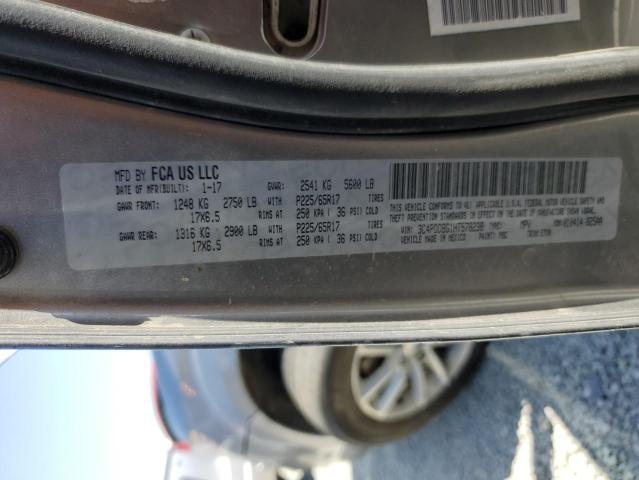 MFD BY FCA US LLC
DATE OF MFR(BUILT): 1-17 GVWR: 2541 KG 5600 LB
GAWR FRONT: 1248 KG 2750 LB WITH P225/65R17 TIRES
17X6.5 RIMS AT 250 KPA ( 36 PSI) COLD
GAWR REAR: 1316 KG 2900 LB WITH P225/65R17 TIRES
17X6.5 RIMS AT 250 KPA ( 36 PSI) COLD
THIS VEHICLE CONFORMS TO ALL APPLICABLE U.S.A. FEDERAL MOTOR VEHICLE SAFETY AND
THEFT PREVENTION STANDARDS IN EFFECT ON THE DATE OF MANUFACTURE SHOWN ABOVE.
VIN: TYPE: MPV
MADE IN MEXICO PAINT: TRIM: